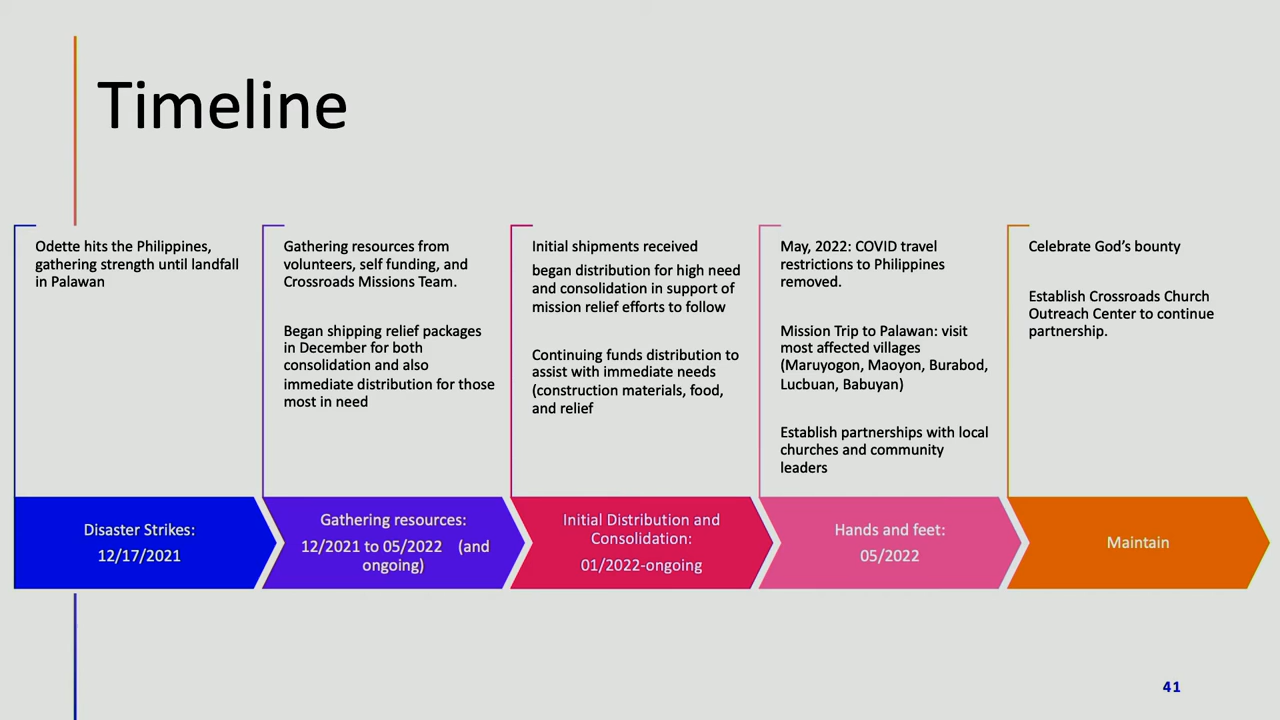 Timeline
Odette hits the Philippines,
gathering strength until landfall
in Palawan
Disaster Strikes:
12/17/2021
Gathering resources from
volunteers, self funding, and
Crossroads Missions Team.
Began shipping relief packages
in December for both
consolidation and also
immediate distribution for those
most in need
Gathering resources:
12/2021 to 05/2022 (and
ongoing)
Initial shipments received
began distribution for high need
and consolidation in support of
mission relief efforts to follow
Continuing funds distribution to
assist with immediate needs
(construction materials, food,
and relief
Initial Distribution and
Consolidation:
01/2022-ongoing
May, 2022: COVID travel
restrictions to Philippines
removed.
Mission Trip to Palawan: visit
most affected villages
(Maruyogon, Maoyon, Burabod,
Lucbuan, Babuyan)
Establish partnerships with local
churches and community
leaders
Hands and feet:
05/2022
Celebrate God’s bounty
Establish Crossroads Church
Outreach Center to continue
partnership.
Maintain
41